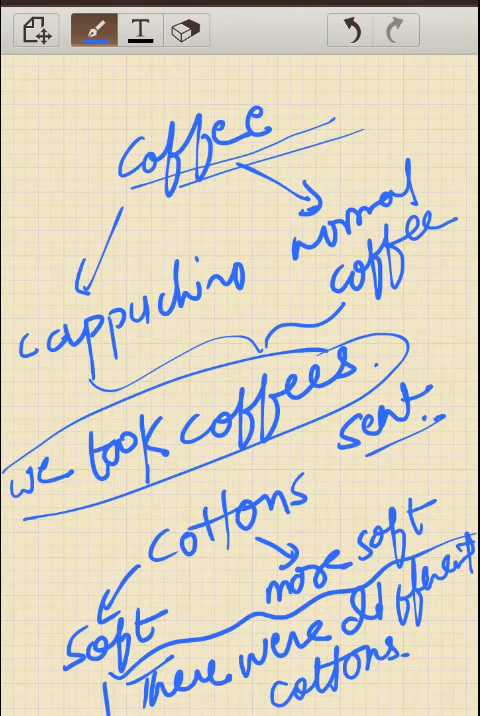 T
coffee
normal
coffee
cappuchino
we took coffees.
sent.
cottons
more soft
soft
There were different
cottons.